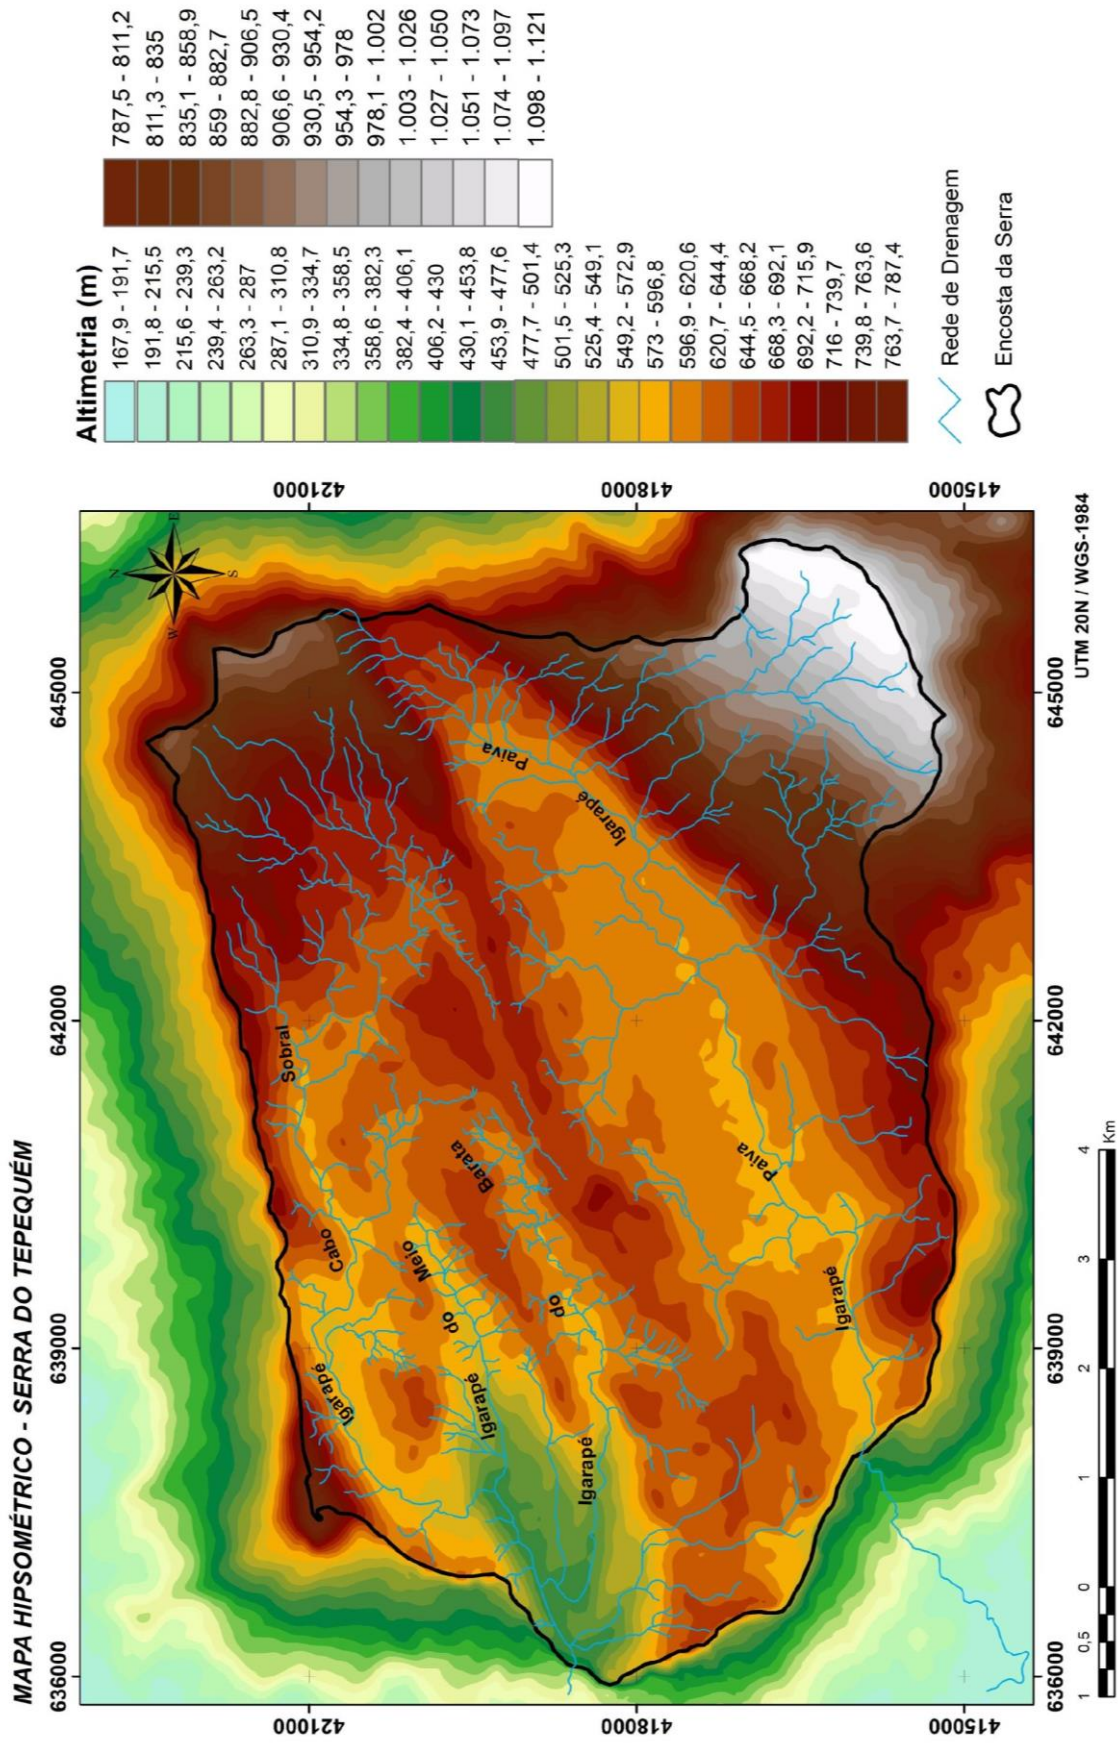 MAPA HIPSOMÉTRICO - SERRA DO TEPEQUÉM
636000
639000
642000
645000
421000
418000
415000
421000
418000
415000
636000
639000
642000
645000
N
E
S
W
Igarapé
Cabo
Sobral
Igarapé
do
Meio
Igarapé
do
Barata
Igarapé
Paiva
Igarapé
Paiva
1
0,5
0
1
2
3
4
Km
UTM 20N / WGS-1984
Altimetria (m)
167,9 - 191,7
191,8 - 215,5
215,6 - 239,3
239,4 - 263,2
263,3 - 287
287,1 - 310,8
310,9 - 334,7
334,8 - 358,5
358,6 - 382,3
382,4 - 406,1
406,2 - 430
430,1 - 453,8
453,9 - 477,6
477,7 - 501,4
501,5 - 525,3
525,4 - 549,1
549,2 - 572,9
573 - 596,8
596,9 - 620,6
620,7 - 644,4
644,5 - 668,2
668,3 - 692,1
692,2 - 715,9
716 - 739,7
739,8 - 763,6
763,7 - 787,4
787,5 - 811,2
811,3 - 835
835,1 - 858,9
859 - 882,7
882,8 - 906,5
906,6 - 930,4
930,5 - 954,2
954,3 - 978
978,1 - 1.002
1.003 - 1.026
1.027 - 1.050
1.051 - 1.073
1.074 - 1.097
1.098 - 1.121
Rede de Drenagem
Encosta da Serra